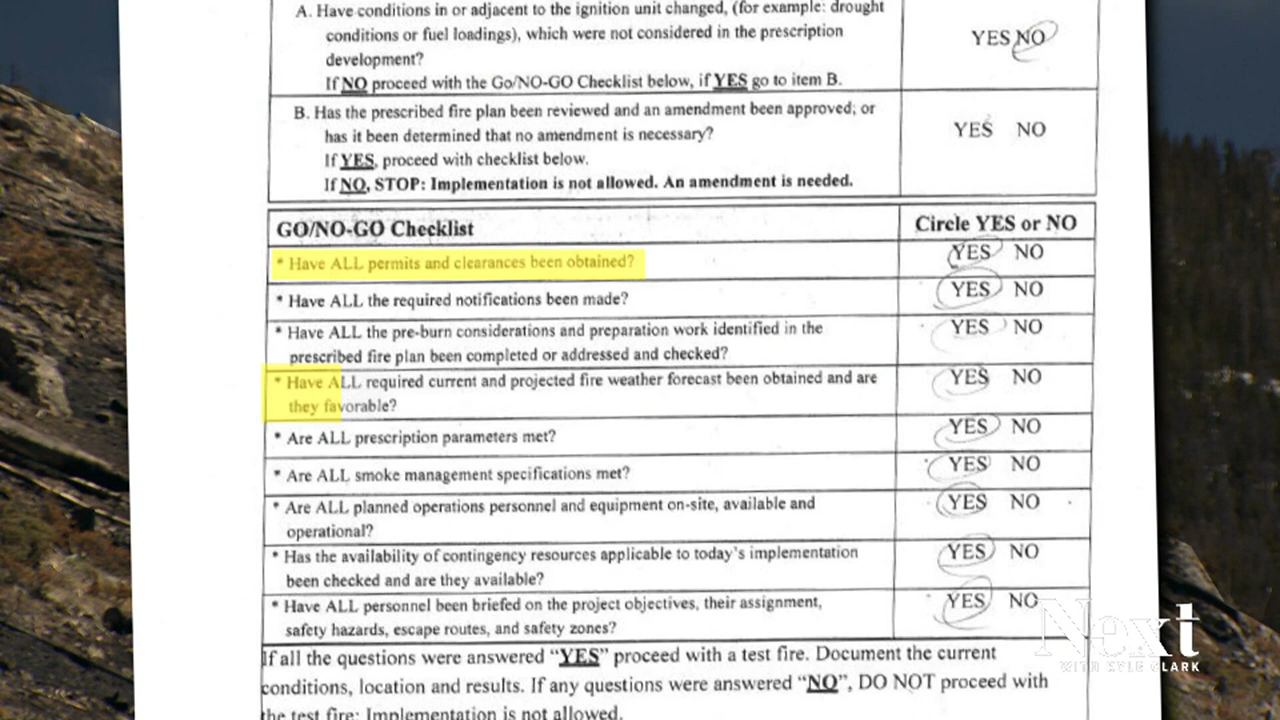 A. Have conditions in or adjacent to the ignition unit changed, (for example: drought
conditions or fuel loadings), which were not considered in the prescription
development?
If NO proceed with the Go/NO-GO Checklist below, if YES go to item B.
YES NO
B. Has the prescribed fire plan been reviewed and an amendment been approved; or
has it been determined that no amendment is necessary?
If YES, proceed with checklist below.
If NO, STOP: Implementation is not allowed. An amendment is needed.
YES NO
GO/NO-GO Checklist Circle YES or NO
* Have ALL permits and clearances been obtained? YES NO
* Have ALL the required notifications been made? YES NO
* Have ALL the pre-burn considerations and preparation work identified in the
prescribed fire plan been completed or addressed and checked? YES NO
* Have ALL required current and projected fire weather forecast been obtained and are
they favorable? YES NO
* Are ALL prescription parameters met? YES NO
* Are ALL smoke management specifications met? YES NO
* Are ALL planned operations personnel and equipment on-site, available and
operational? YES NO
* Has the availability of contingency resources applicable to today's implementation
been checked and are they available? YES NO
* Have ALL personnel been briefed on the project objectives, their assignment,
safety hazards, escape routes, and safety zones? YES NO
If all the questions were answered "YES" proceed with a test fire. Document the current
conditions, location and results. If any questions were answered "NO", DO NOT proceed with
the test fire: Implementation is not allowed.
Next
WITH KYLE CLARK